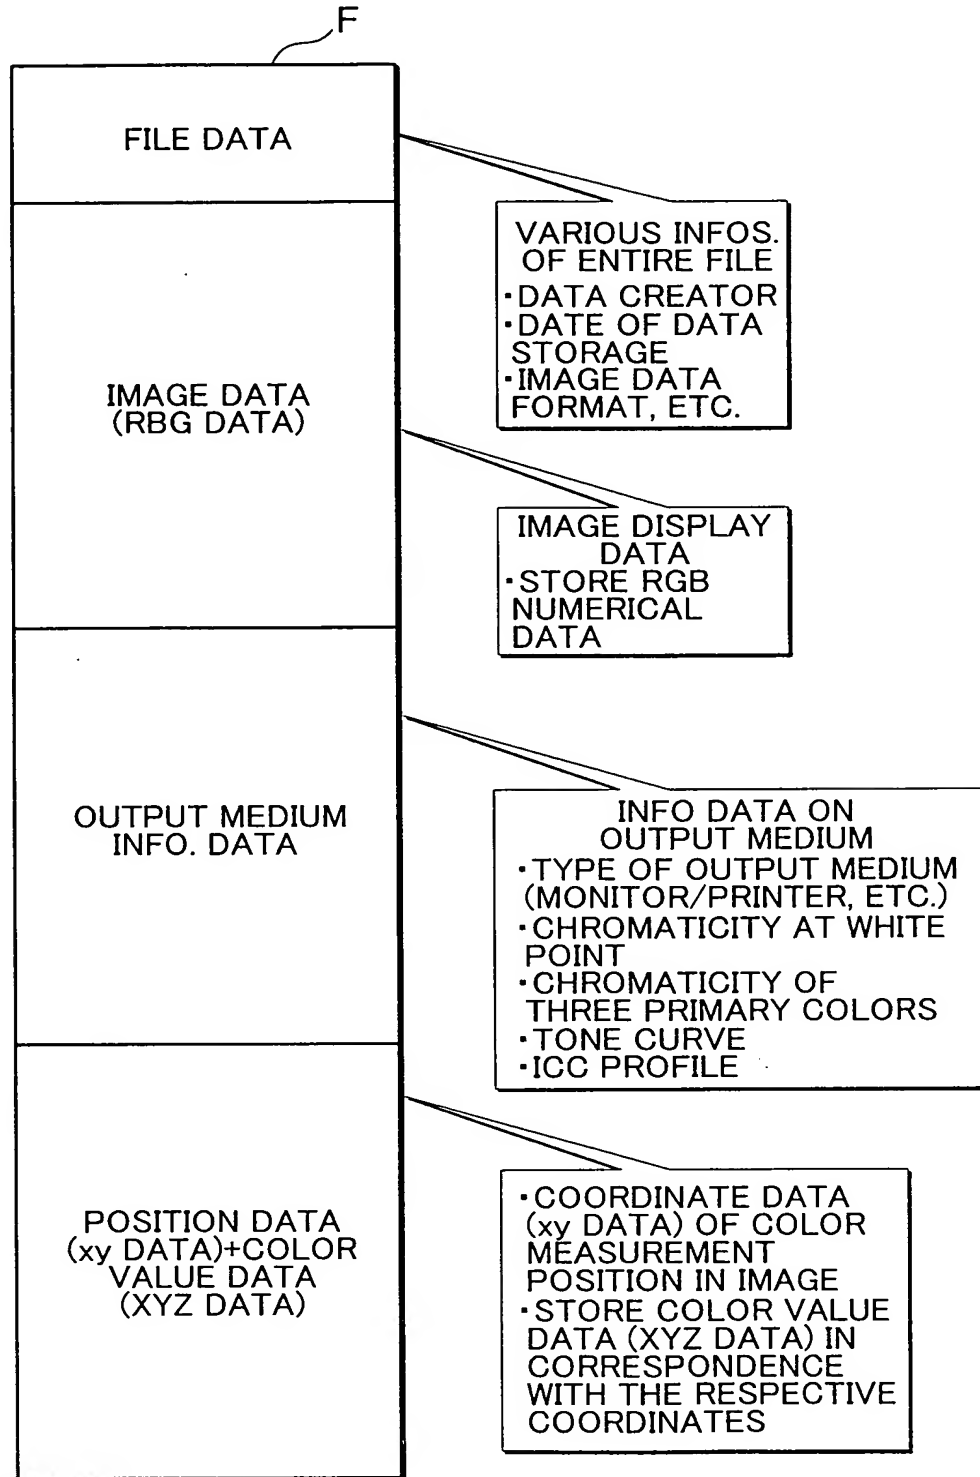 F
FILE DATA
VARIOUS INFOS.
OF ENTIRE FILE
・DATA CREATOR
・DATE OF DATA
STORAGE
・IMAGE DATA
FORMAT, ETC.
IMAGE DATA
(RBG DATA)
IMAGE DISPLAY
DATA
・STORE RGB
NUMERICAL
DATA
OUTPUT MEDIUM
INFO. DATA
INFO DATA ON
OUTPUT MEDIUM
・TYPE OF OUTPUT MEDIUM
(MONITOR/PRINTER, ETC.)
・CHROMATICITY AT WHITE
POINT
・CHROMATICITY OF
THREE PRIMARY COLORS
・TONE CURVE
・ICC PROFILE
POSITION DATA
(xy DATA)+COLOR
VALUE DATA
(XYZ DATA)
・COORDINATE DATA
(xy DATA) OF COLOR
MEASUREMENT
POSITION IN IMAGE
・STORE COLOR VALUE
DATA (XYZ DATA) IN
CORRESPONDENCE
WITH THE RESPECTIVE
COORDINATES